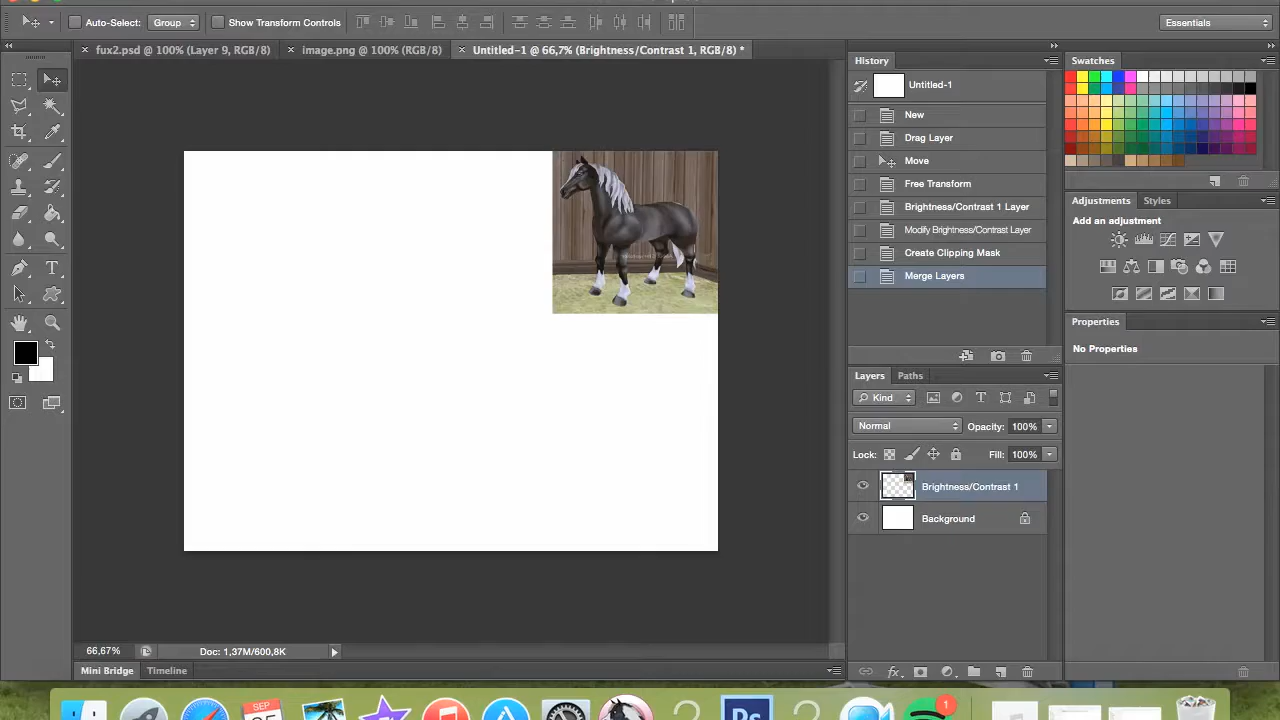 Auto-Select: Group Show Transform Controls Essentials
fux2.psd @ 100% (Layer 9, RGB/8) image.png @ 100% (RGB/8) Untitled-1 @ 66,7% (Brightness/Contrast 1, RGB/8) *
History
Untitled-1
New
Drag Layer
Move
Free Transform
Brightness/Contrast 1 Layer
Modify Brightness/Contrast Layer
Create Clipping Mask
Merge Layers
Swatches
Adjustments Styles
Add an adjustment
Properties
No Properties
Layers Paths
Kind
Normal Opacity: 100%
Lock: Fill: 100%
Brightness/Contrast 1
Background
66,67% Doc: 1,37M/600,8K
Mini Bridge Timeline
SEP
1
Ps